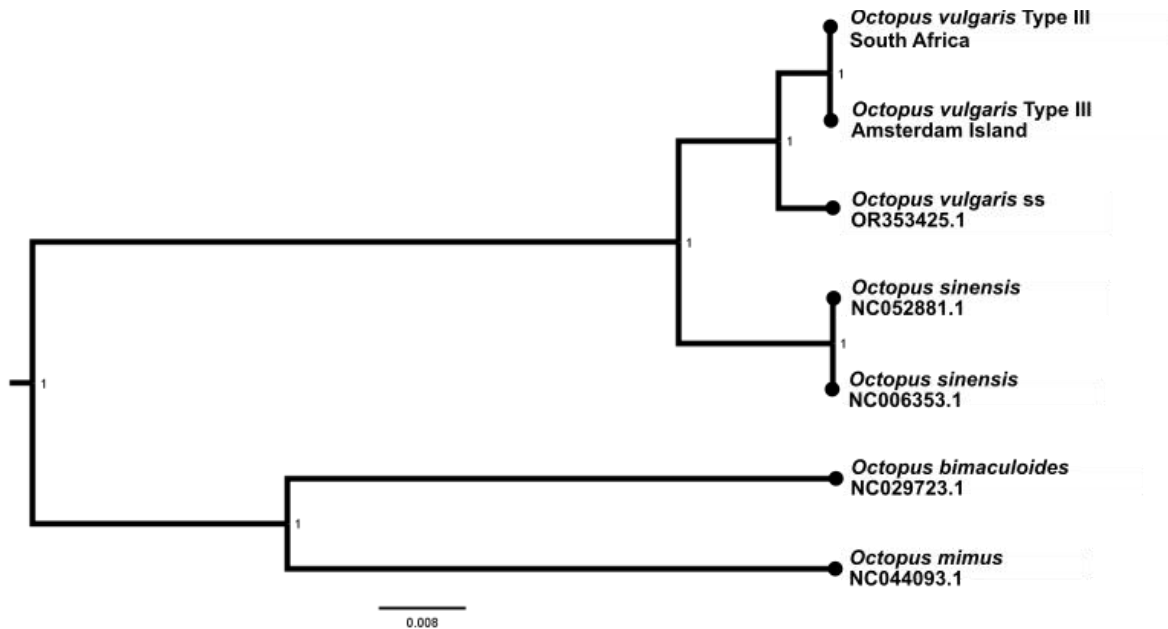 Octopus vulgaris Type III
South Africa
1
Octopus vulgaris Type III
Amsterdam Island
1
Octopus vulgaris ss
OR353425.1
1
Octopus sinensis
NC052881.1
1
Octopus sinensis
NC006353.1
1
Octopus bimaculoides
NC029723.1
1
Octopus mimus
NC044093.1
0.008